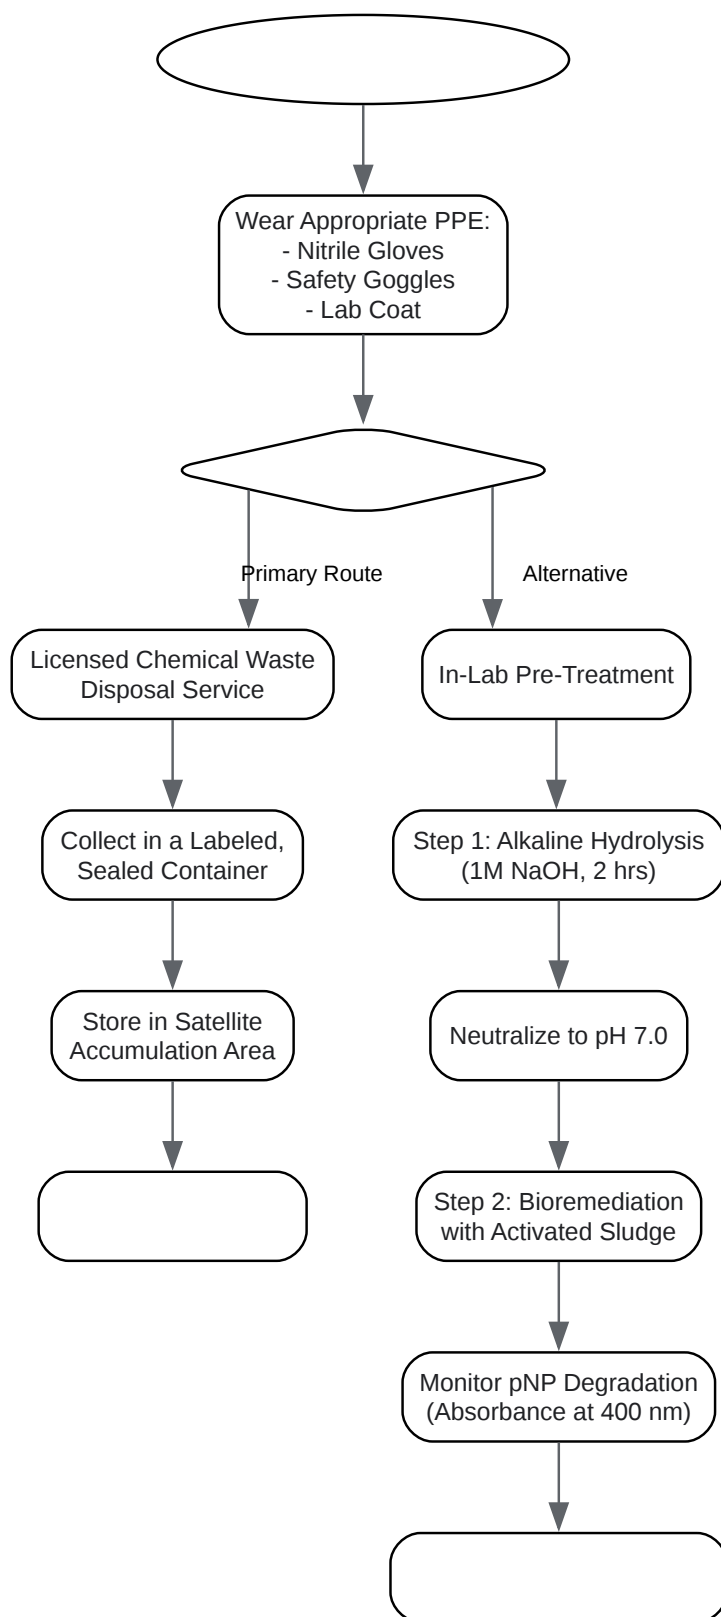 Wear Appropriate PPE:
- Nitrile Gloves
- Safety Goggles
- Lab Coat
Primary Route
Alternative
Licensed Chemical Waste
Disposal Service
In-Lab Pre-Treatment
Collect in a Labeled,
Sealed Container
Step 1: Alkaline Hydrolysis
(1M NaOH, 2 hrs)
Store in Satellite
Accumulation Area
Neutralize to pH 7.0
Step 2: Bioremediation
with Activated Sludge
Monitor pNP Degradation
(Absorbance at 400 nm)